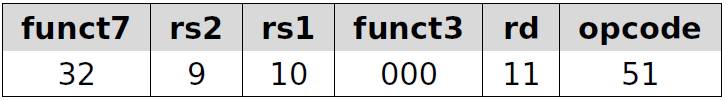 funct7 rs2 rs1 funct3 rd opcode
32 9 10 000 11 51